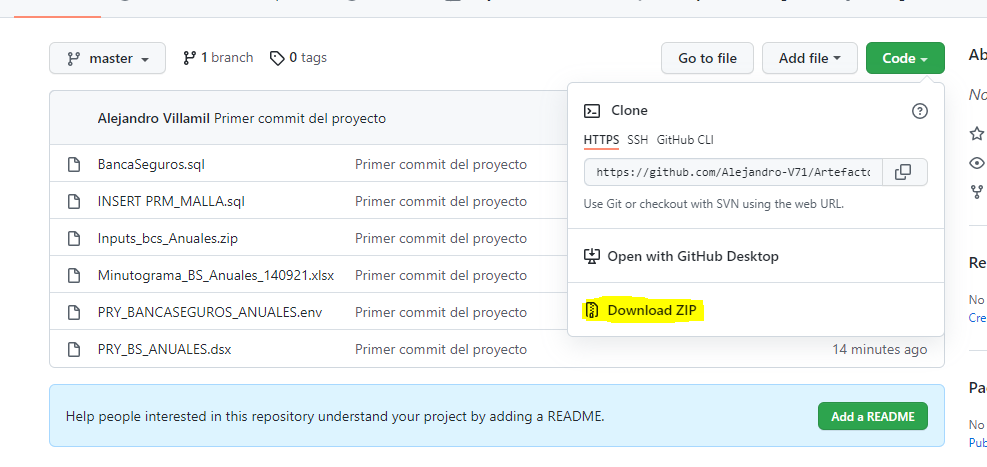 master 1 branch 0 tags Go to file Add file Code
Alejandro Villamil Primer commit del proyecto
BancaSeguros.sql Primer commit del proyecto
INSERT PRM_MALLA.sql Primer commit del proyecto
Inputs_bcs_Anuales.zip Primer commit del proyecto
Minutograma_BS_Anuales_140921.xlsx Primer commit del proyecto
PRY_BANCASEGUROS_ANUALES.env Primer commit del proyecto
PRY_BS_ANUALES.dsx Primer commit del proyecto 14 minutes ago
Clone
HTTPS SSH GitHub CLI
https://github.com/Alejandro-V71/Artefacto
Use Git or checkout with SVN using the web URL.
Open with GitHub Desktop
Download ZIP
Help people interested in this repository understand your project by adding a README. Add a README
Ab
No
Re
No
Cre
Pa
No
Pub